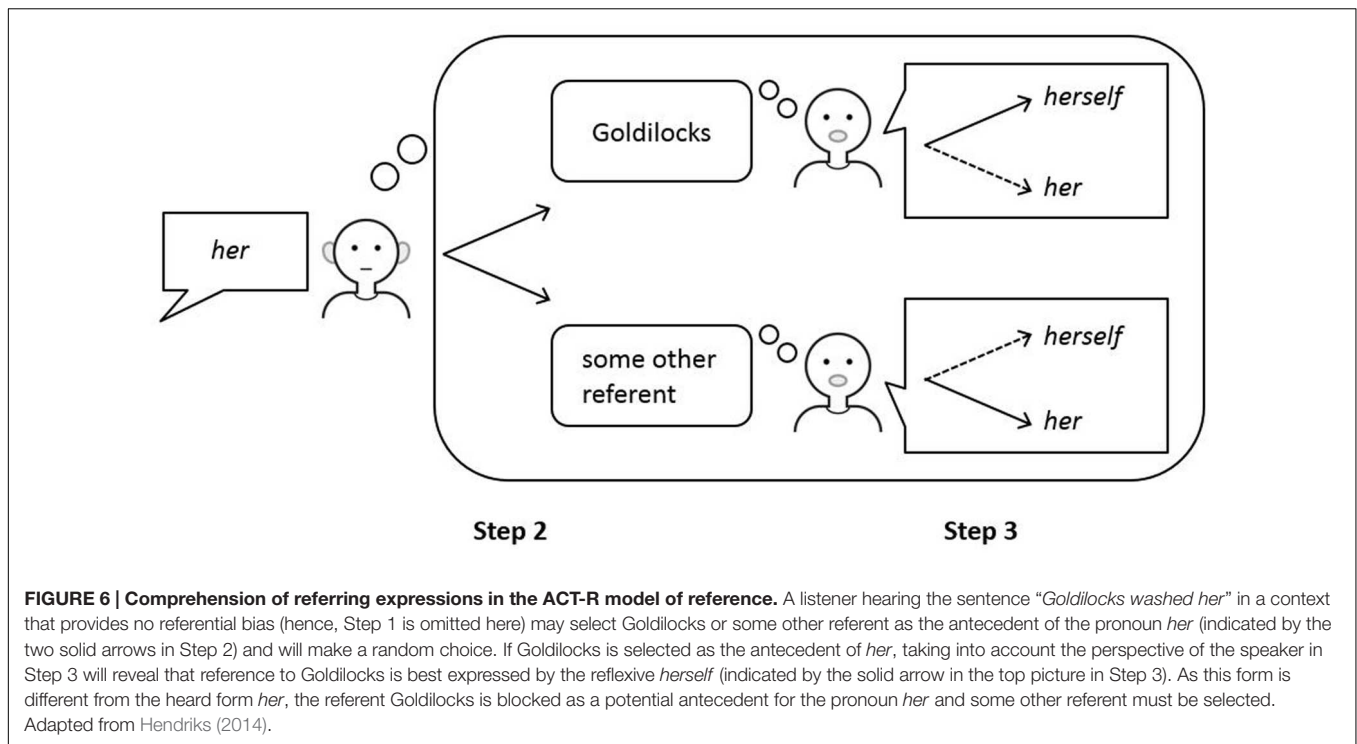 Goldilocks
herself
her
her
some other
referent
herself
her
Step 2
Step 3
FIGURE 6 | Comprehension of referring expressions in the ACT-R model of reference. A listener hearing the sentence “Goldilocks washed her” in a context
that provides no referential bias (hence, Step 1 is omitted here) may select Goldilocks or some other referent as the antecedent of the pronoun her (indicated by the
two solid arrows in Step 2) and will make a random choice. If Goldilocks is selected as the antecedent of her, taking into account the perspective of the speaker in
Step 3 will reveal that reference to Goldilocks is best expressed by the reflexive herself (indicated by the solid arrow in the top picture in Step 3). As this form is
different from the heard form her, the referent Goldilocks is blocked as a potential antecedent for the pronoun her and some other referent must be selected.
Adapted from Hendriks (2014).